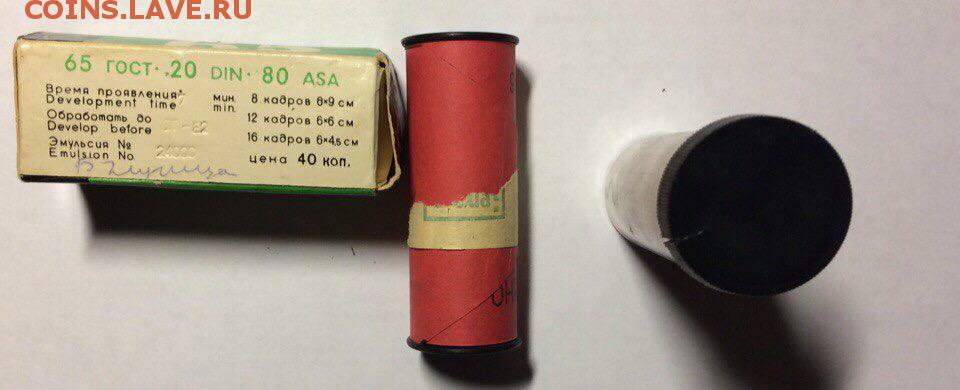 COINS.LAVE.RU
65 ГОСТ· 20 DIN· 80 ASA
Время проявления
Development time
мин.
min.
8 кадров 6×9 см
Обработать до
Develop before
-82
12 кадров 6×6 см
Эмульсия №
Emulsion No.
16 кадров 6×4,5 см
цена 40 коп.